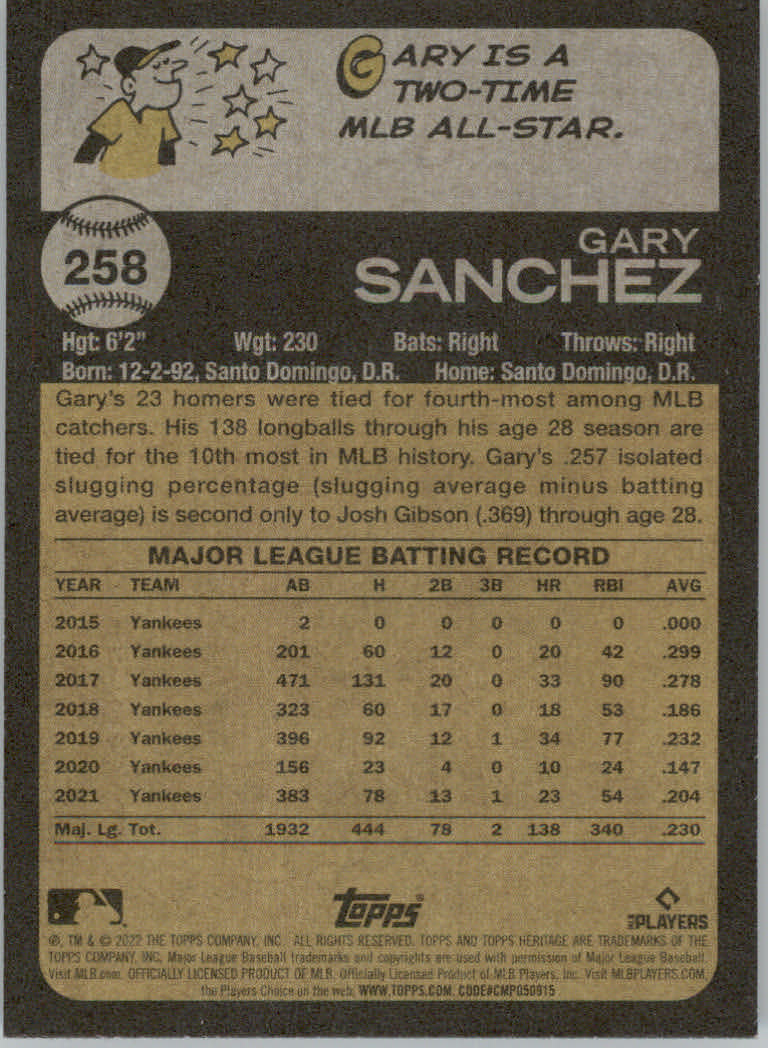 GARY IS A
TWO-TIME
MLB ALL-STAR.
258
GARY
SANCHEZ
Hgt: 6'2" Wgt: 230 Bats: Right Throws: Right
Born: 12-2-92, Santo Domingo, D.R. Home: Santo Domingo, D.R.
Gary's 23 homers were tied for fourth-most among MLB
catchers. His 138 longballs through his age 28 season are
tied for the 10th most in MLB history. Gary's .257 isolated
slugging percentage (slugging average minus batting
average) is second only to Josh Gibson (.369) through age 28.
MAJOR LEAGUE BATTING RECORD
YEAR TEAM AB H 2B 3B HR RBI AVG
2015 Yankees 2 0 0 0 0 0 .000
2016 Yankees 201 60 12 0 20 42 .299
2017 Yankees 471 131 20 0 33 90 .278
2018 Yankees 323 60 17 0 18 53 .186
2019 Yankees 396 92 12 1 34 77 .232
2020 Yankees 156 23 4 0 10 24 .147
2021 Yankees 383 78 13 1 23 54 .204
Maj. Lg. Tot. 1932 444 78 2 138 340 .230
Topps®
MLB PLAYERS
®, TM & © 2022 THE TOPPS COMPANY, INC. ALL RIGHTS RESERVED. TOPPS AND TOPPS HERITAGE ARE TRADEMARKS OF THE
TOPPS COMPANY, INC. Major League Baseball trademarks and copyrights are used with permission of Major League Baseball.
Visit MLB.com. OFFICIALLY LICENSED PRODUCT OF MLB. Officially Licensed Product of MLB Players, Inc. Visit MLBPLAYERS.COM,
the Players Choice on the web. WWW.TOPPS.COM. CODE#CMP050915